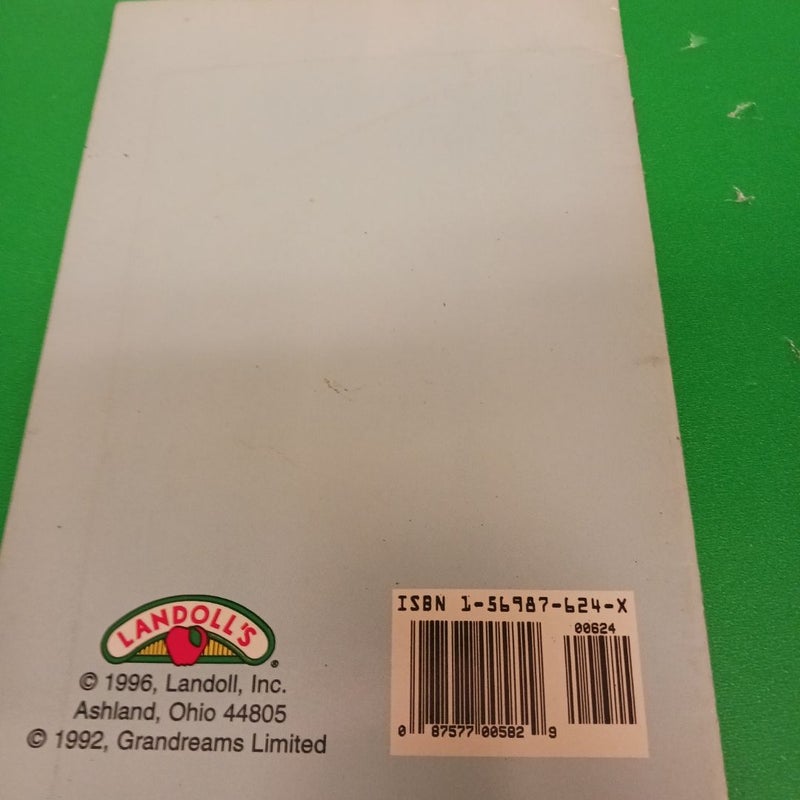 LANDOLL'S®
© 1996, Landoll, Inc.
Ashland, Ohio 44805
© 1992, Grandreams Limited
ISBN 1-56987-624-X
00624
0 87577 00582 9